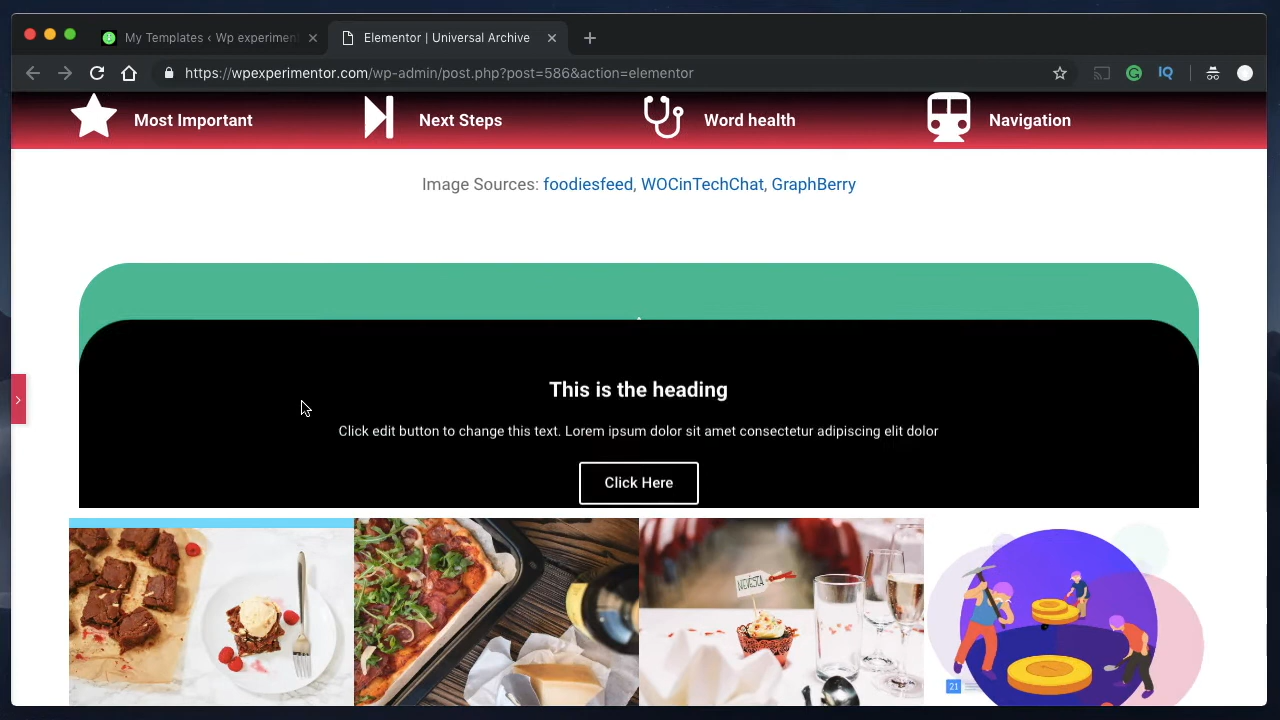 My Templates ‹ Wp experimen
Elementor | Universal Archive
https://wpexperimentor.com/wp-admin/post.php?post=586&action=elementor
IQ
Most Important
Next Steps
Word health
Navigation
Image Sources: foodiesfeed, WOCinTechChat, GraphBerry
This is the heading
Click edit button to change this text. Lorem ipsum dolor sit amet consectetur adipiscing elit dolor
Click Here
21